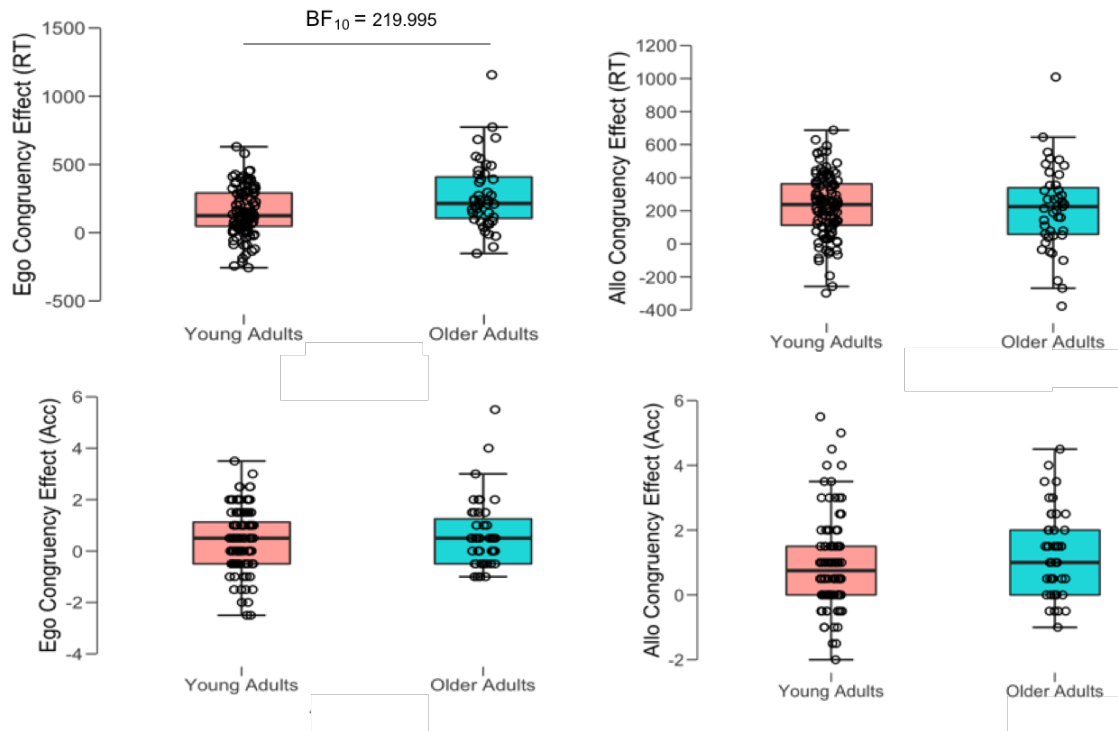 BF10 = 219.995
Ego Congruency Effect (RT)
1500
1000
500
0
-500
Young Adults
Older Adults
Allo Congruency Effect (RT)
1200
1000
800
600
400
200
0
-200
-400
Young Adults
Older Adults
Ego Congruency Effect (Acc)
6
4
2
0
-2
-4
Young Adults
Older Adults
Allo Congruency Effect (Acc)
6
4
2
0
-2
Young Adults
Older Adults